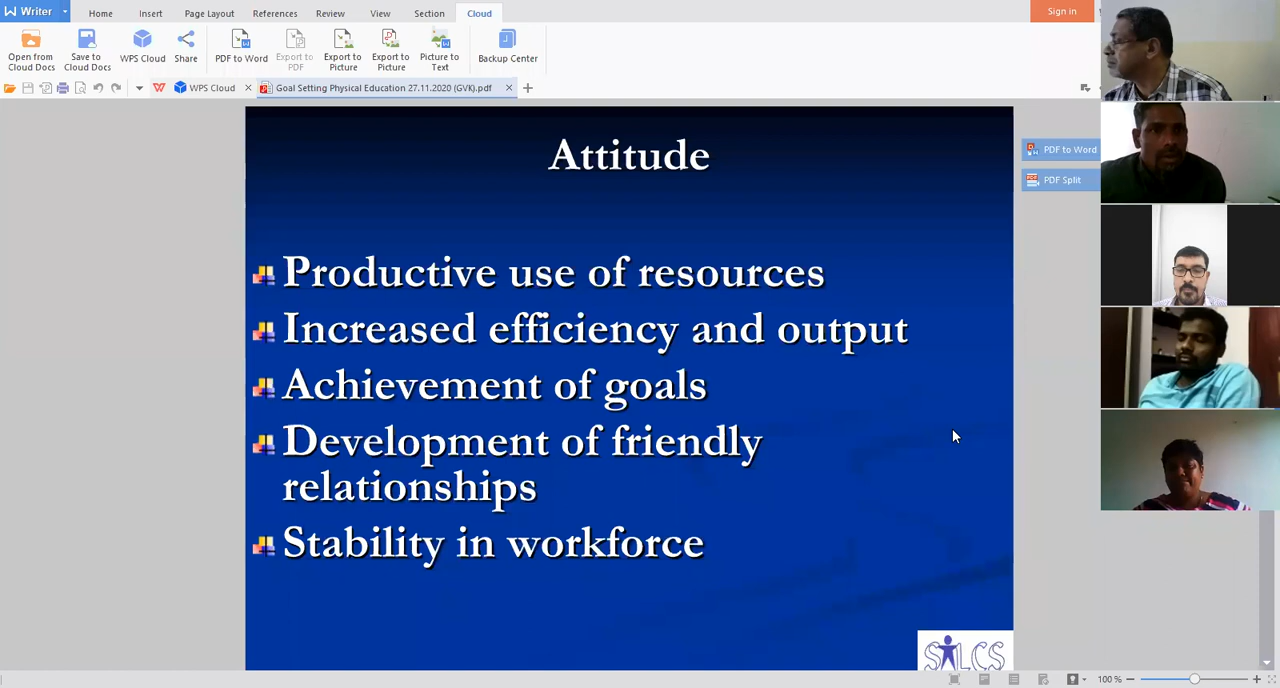 Writer
Home
Insert
Page Layout
References
Review
View
Section
Cloud
Sign in
Open from
Cloud Docs
Save to
Cloud Docs
WPS Cloud
Share
PDF to Word
Export to
PDF
Export to
Picture
Export to
Picture
Picture to
Text
Backup Center
WPS Cloud
Goal Setting Physical Education 27.11.2020 (GVK).pdf
Attitude
Productive use of resources
Increased efficiency and output
Achievement of goals
Development of friendly
relationships
Stability in workforce
PDF to Word
PDF Split
100 %